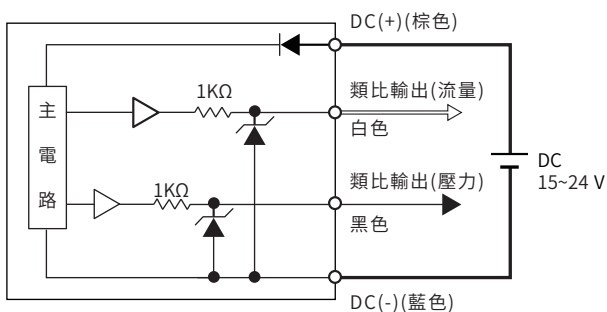 DC(+)(棕色)
1KΩ
類比輸出(流量)
白色
主電路
1KΩ
類比輸出(壓力)
黑色
DC
15~24 V
DC(-)(藍色)